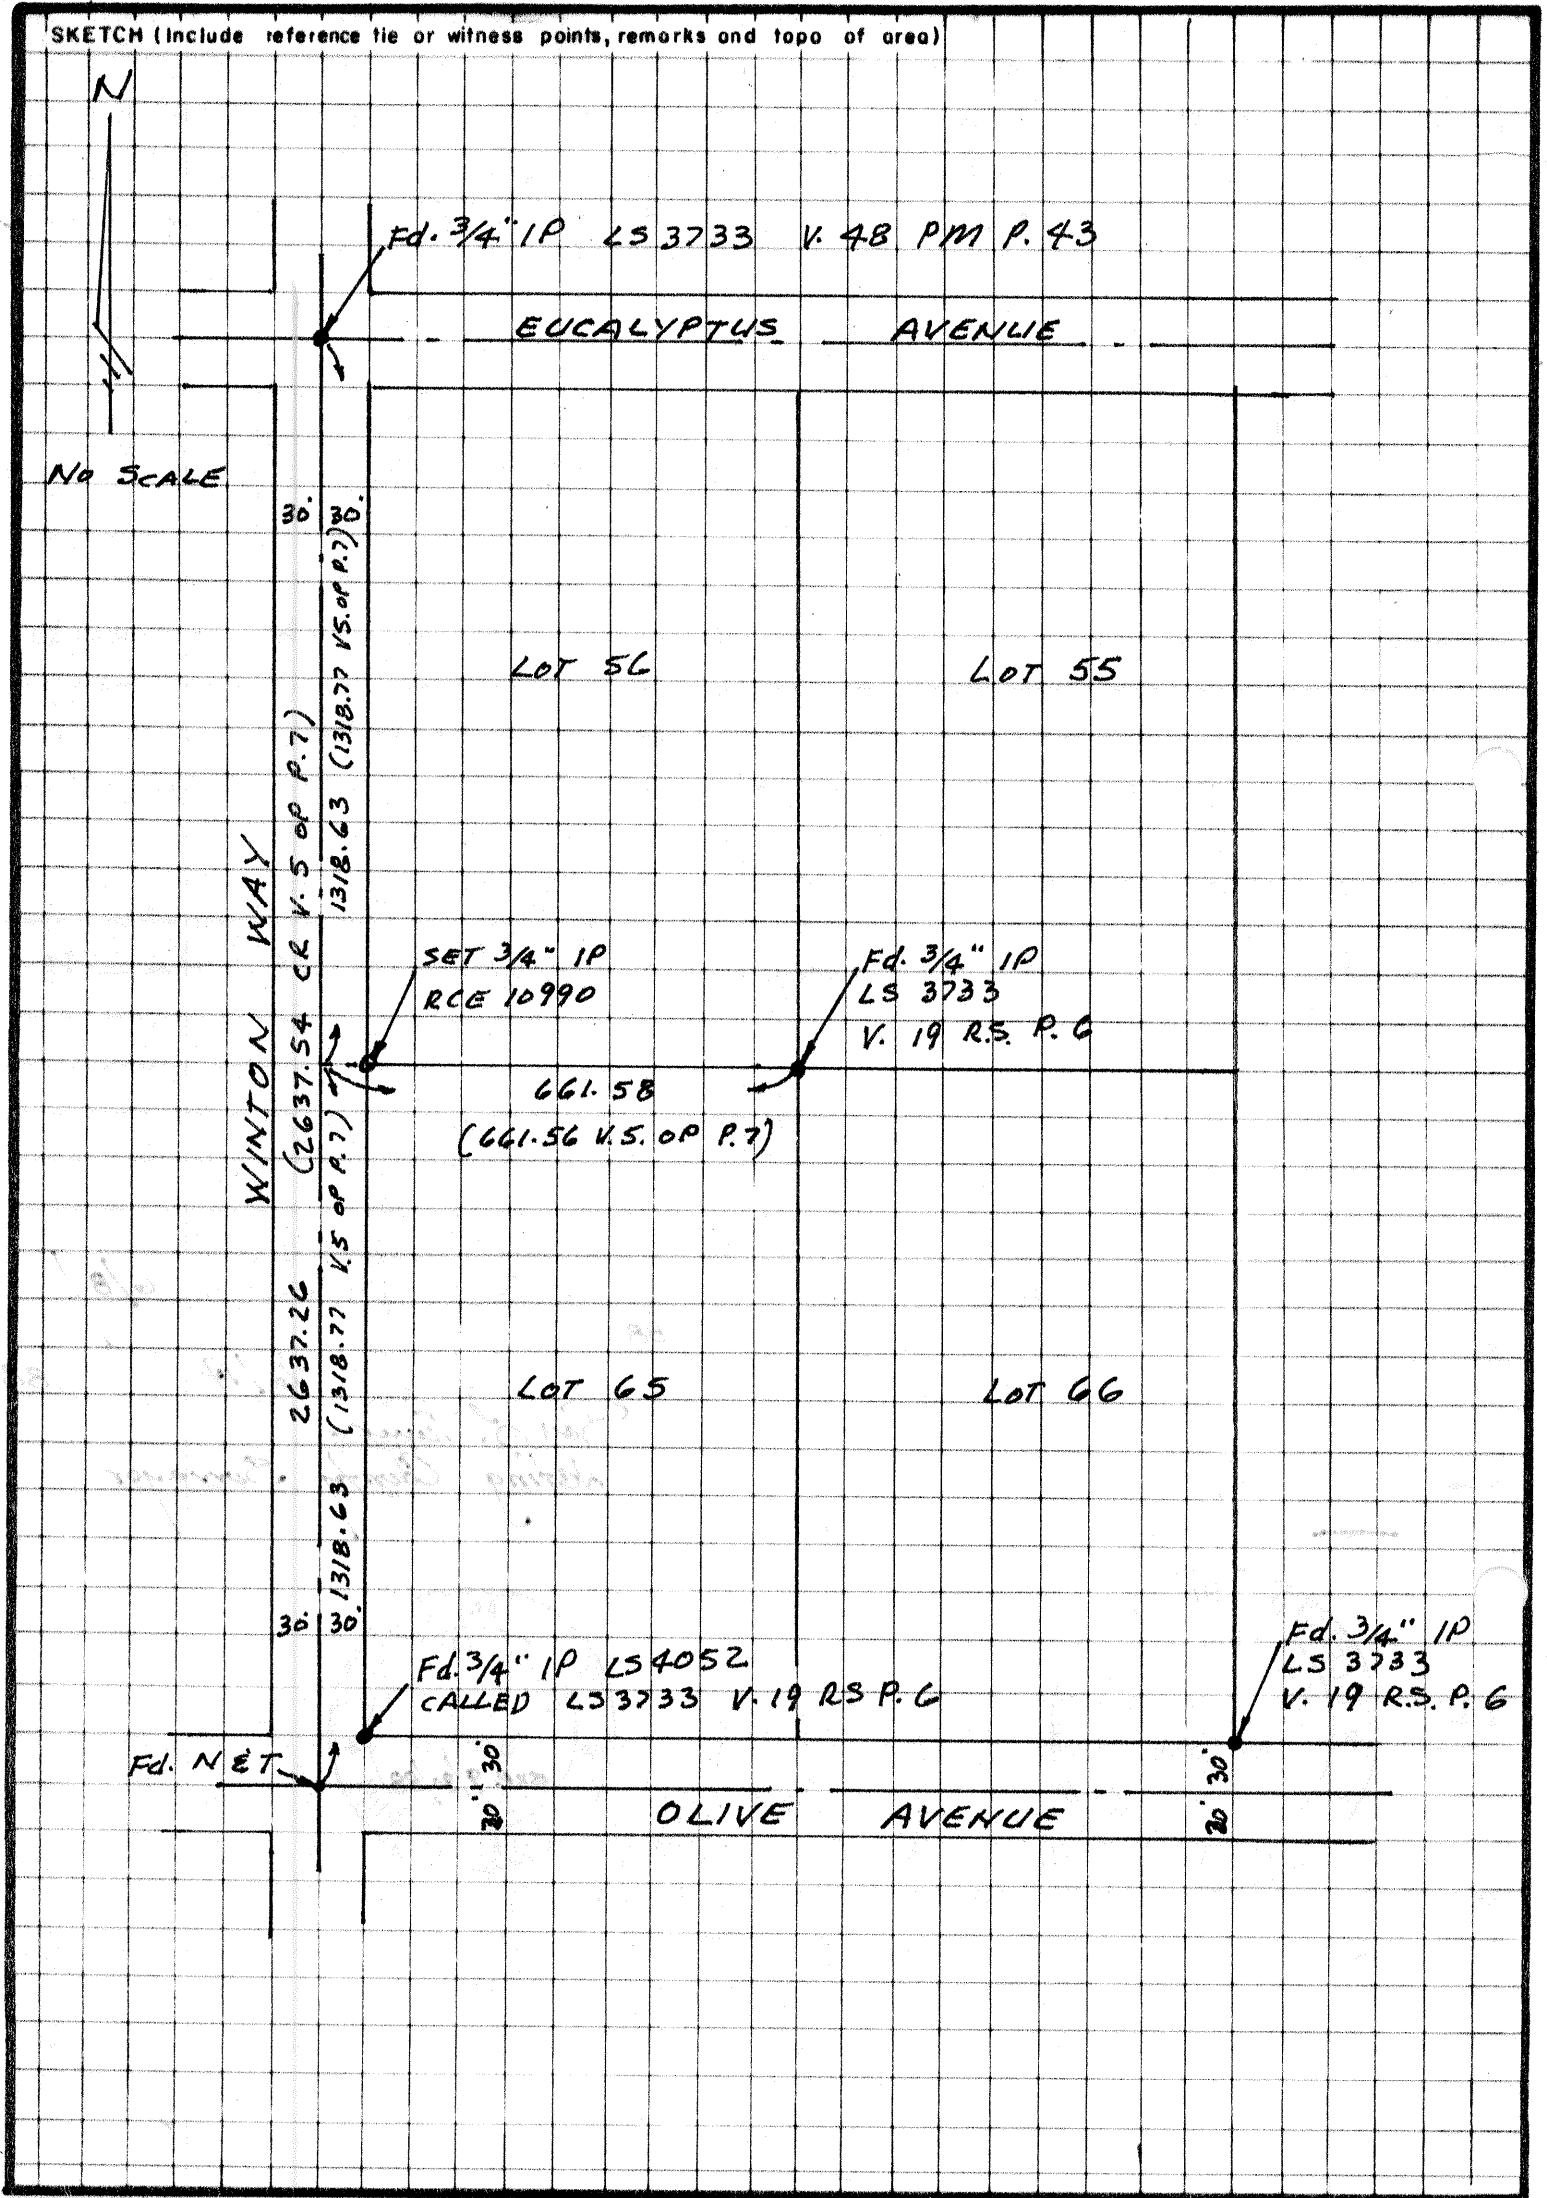 SKETCH (Include reference tie or witness points, remarks and topo of area)
N
Fd. 3/4" IP LS 3733 V. 48 PM P. 43
EUCALYPTUS AVENUE
NO SCALE
30' 30'
1318.63 (1318.77 V5. OP P.7)
LOT 56
LOT 55
WINTON WAY
2637.26 (2637.54 CR V. 5 OP P.7)
SET 3/4" IP
RCE 10990
Fd. 3/4" IP
LS 3733
V. 19 R.S. P. 6
661.58
(661.56 V.5. OP P.7)
1318.63 (1318.77 V.5 OP P.7)
LOT 65
LOT 66
30' 30'
Fd. 3/4" IP LS 4052
CALLED LS 3733 V. 19 RS P. 6
Fd. 3/4" IP
LS 3733
V. 19 R.S. P. 6
Fd. N & T
30'
20'
30'
20'
OLIVE AVENUE